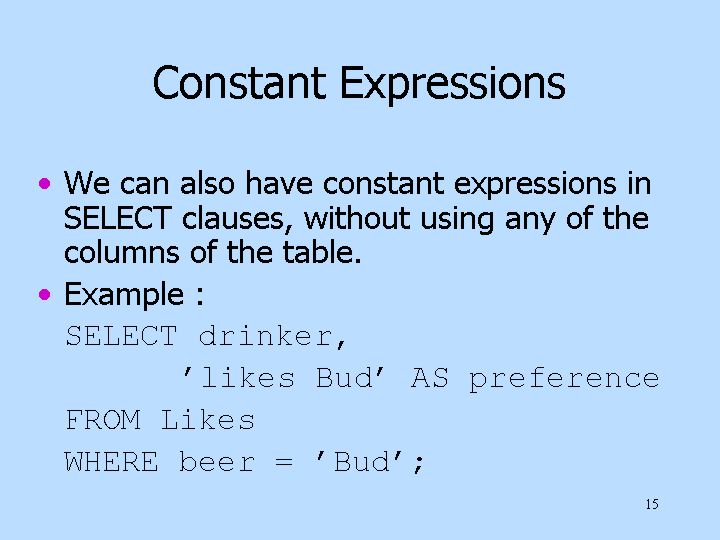 Constant Expressions
• We can also have constant expressions in
SELECT clauses, without using any of the
columns of the table.
• Example :
SELECT drinker,
’likes Bud’ AS preference
FROM Likes
WHERE beer = ’Bud’;
15